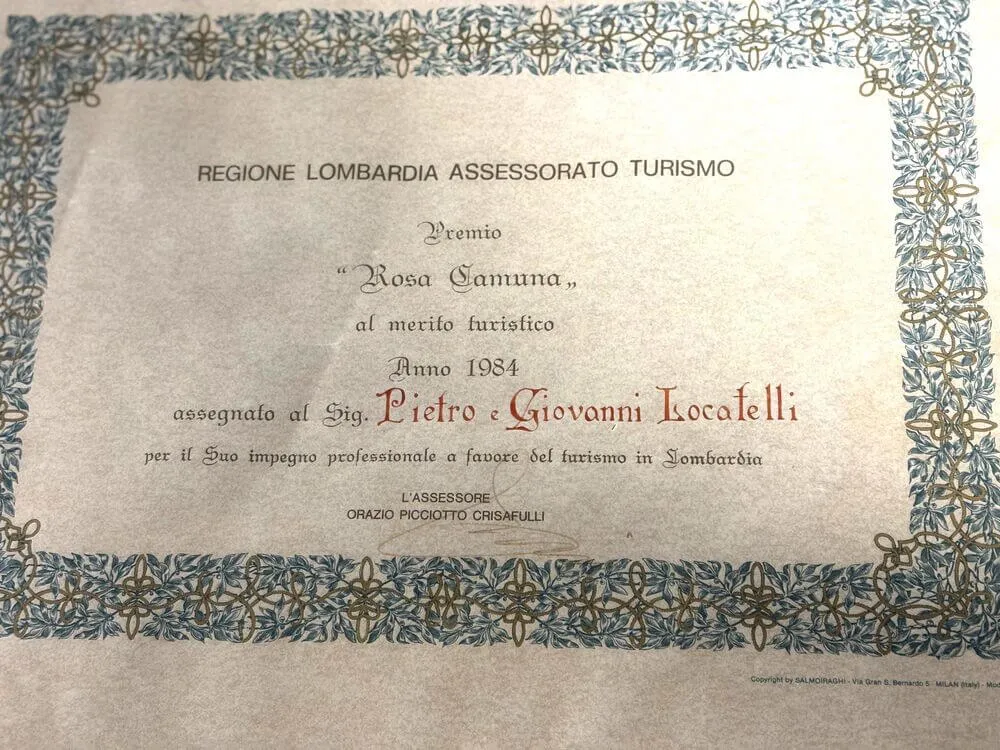 REGIONE LOMBARDIA ASSESSORATO TURISMO
Premio
“Rosa Camuna„
al merito turistico
Anno 1984
assegnato al Sig. Pietro e Giovanni Locatelli
per il Suo impegno professionale a favore del turismo in Lombardia
L'ASSESSORE
ORAZIO PICCIOTTO CRISAFULLI
Copyright by SALMOIRAGHI - Via Gran S. Bernardo 5 - MILAN (Italy) - Mod